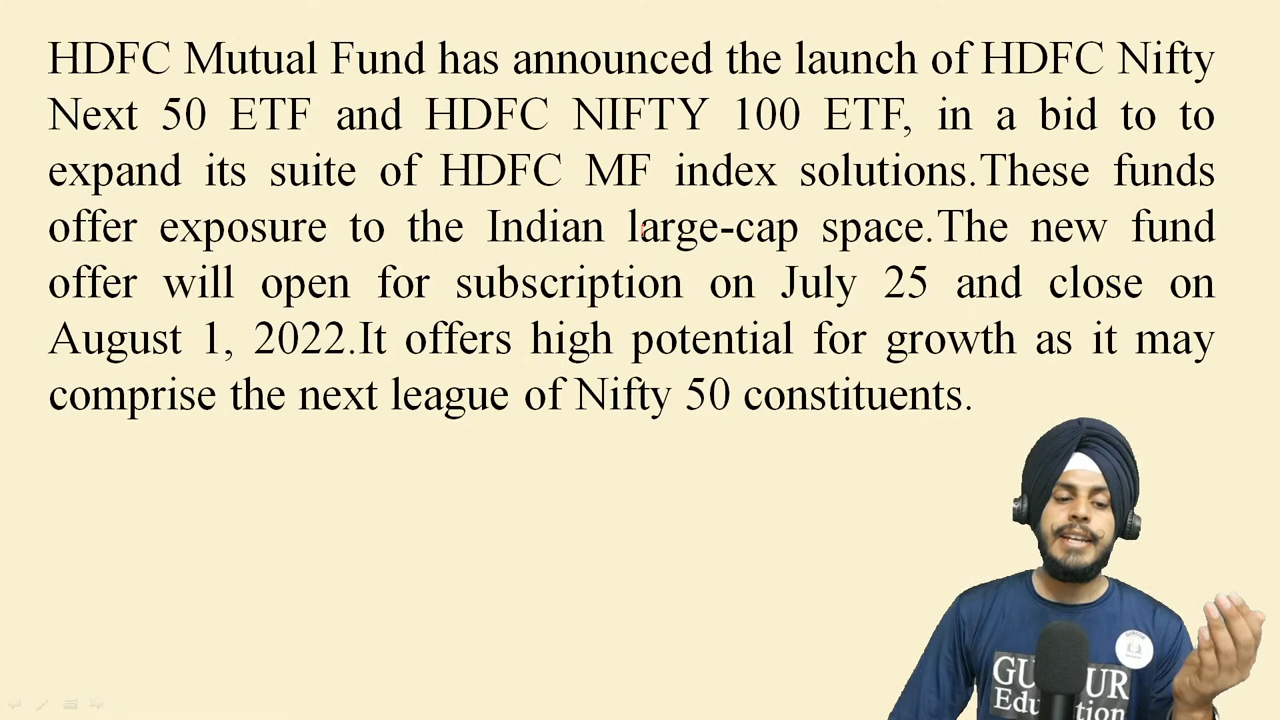 HDFC Mutual Fund has announced the launch of HDFC Nifty
Next 50 ETF and HDFC NIFTY 100 ETF, in a bid to to
expand its suite of HDFC MF index solutions.These funds
offer exposure to the Indian large-cap space.The new fund
offer will open for subscription on July 25 and close on
August 1, 2022.It offers high potential for growth as it may
comprise the next league of Nifty 50 constituents.